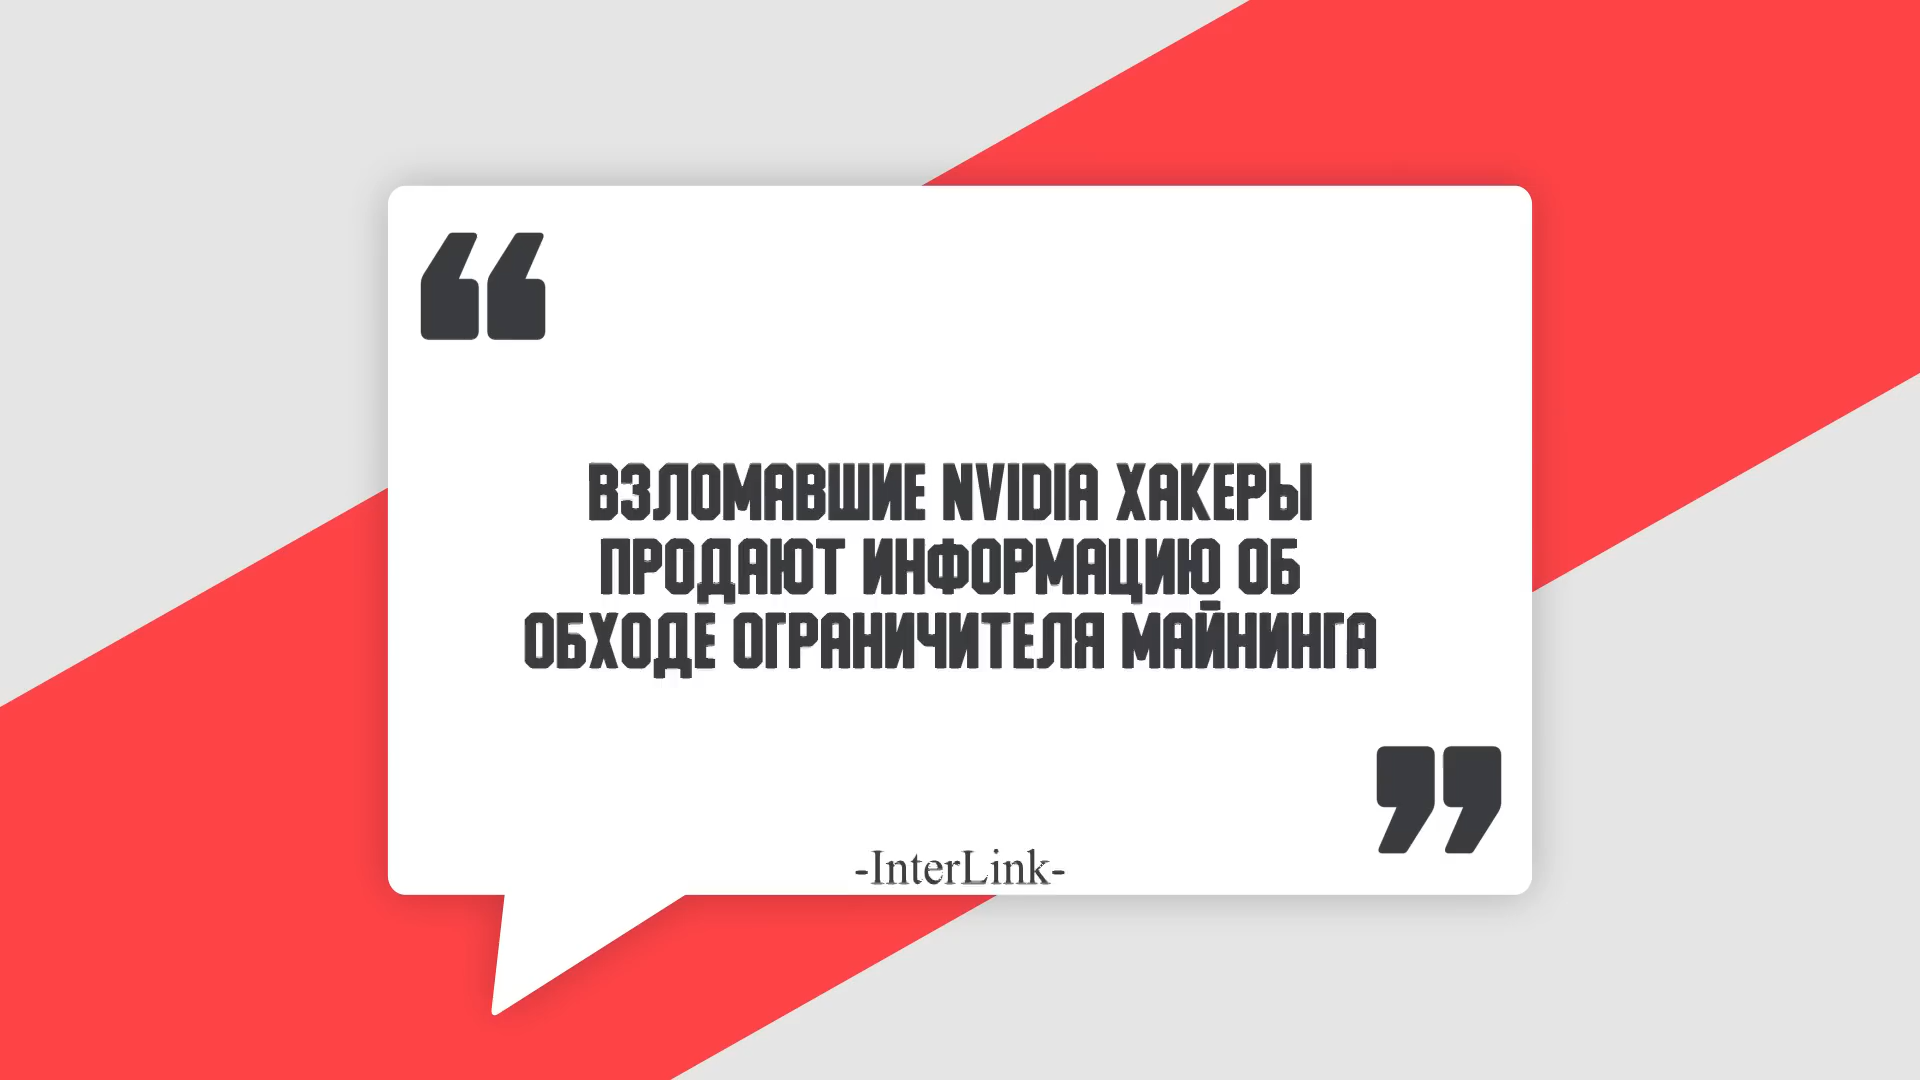 ВЗЛОМАВШИЕ NVIDIA ХАКЕРЫ
ПРОДАЮТ ИНФОРМАЦИЮ ОБ
ОБХОДЕ ОГРАНИЧИТЕЛЯ МАЙНИНГА
-InterLink-